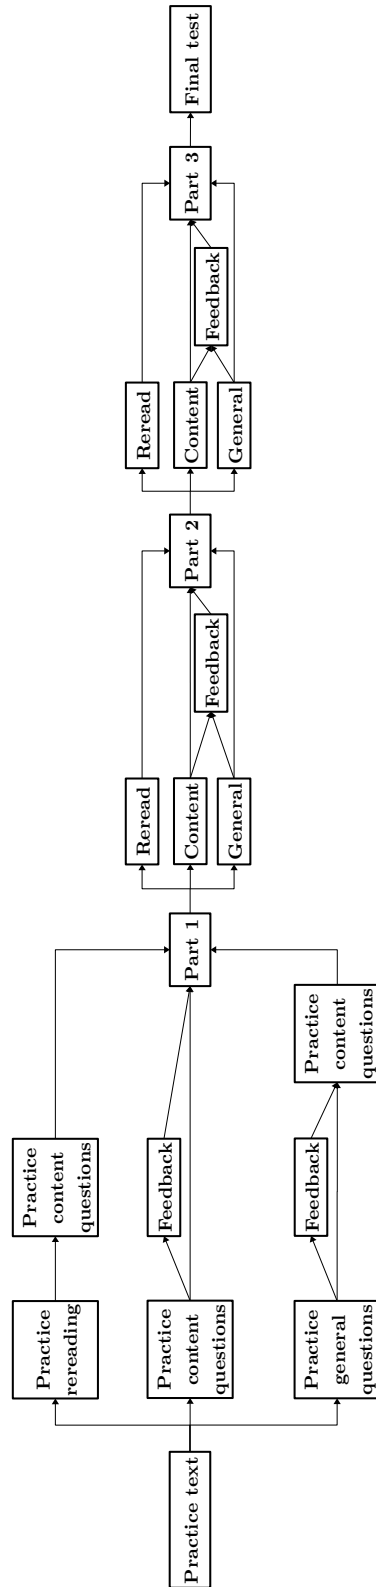 Practice text
Practice
rereading
Practice
content
questions
Practice
content
questions
Feedback
Practice
general
questions
Feedback
Practice
content
questions
Part 1
Reread
Content
General
Feedback
Part 2
Reread
Content
General
Feedback
Part 3
Final test